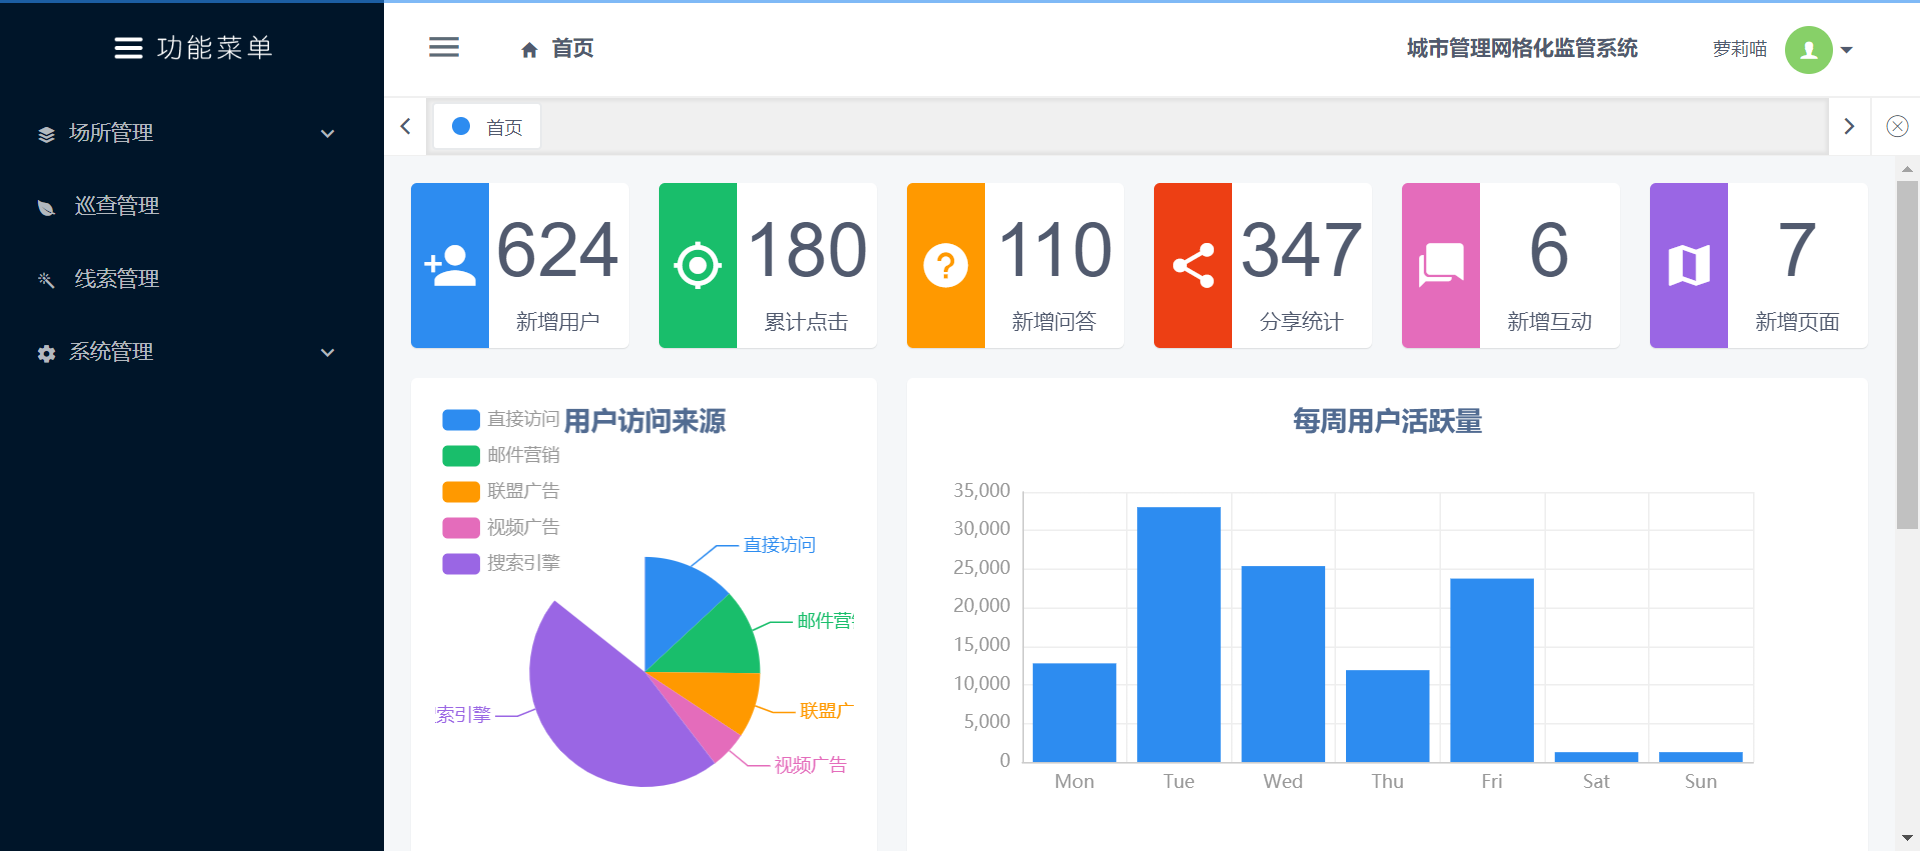 功能菜单
场所管理
巡查管理
线索管理
系统管理
首页
城市管理网格化监管系统
萝莉喵
首页
624
新增用户
180
累计点击
110
新增问答
347
分享统计
6
新增互动
7
新增页面
用户访问来源
直接访问
邮件营销
联盟广告
视频广告
搜索引擎
直接访问
邮件营
联盟广
视频广告
索引擎
每周用户活跃量
35,000
30,000
25,000
20,000
15,000
10,000
5,000
0
Mon Tue Wed Thu Fri Sat Sun